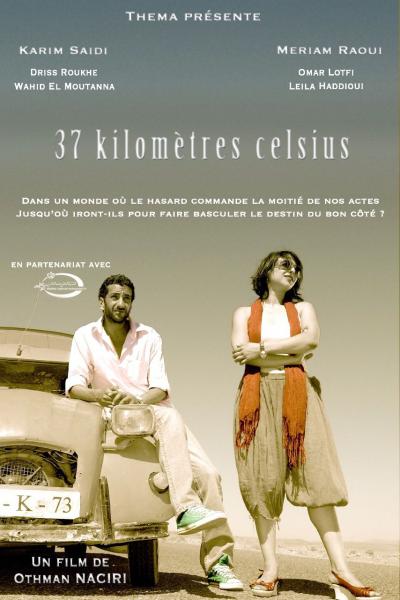 THEMA PRÉSENTE
KARIM SAIDI
MERIAM RAOUI
DRISS ROUKHE
OMAR LOTFI
WAHID EL MOUTANNA
LEILA HADDIOUI
37 kilomètres celsius
DANS UN MONDE OÙ LE HASARD COMMANDE LA MOITIÉ DE NOS ACTES
JUSQU'OÙ IRONT-ILS POUR FAIRE BASCULER LE DESTIN DU BON CÔTÉ ?
EN PARTENARIAT AVEC
- K - 73
UN FILM DE
OTHMAN NACIRI